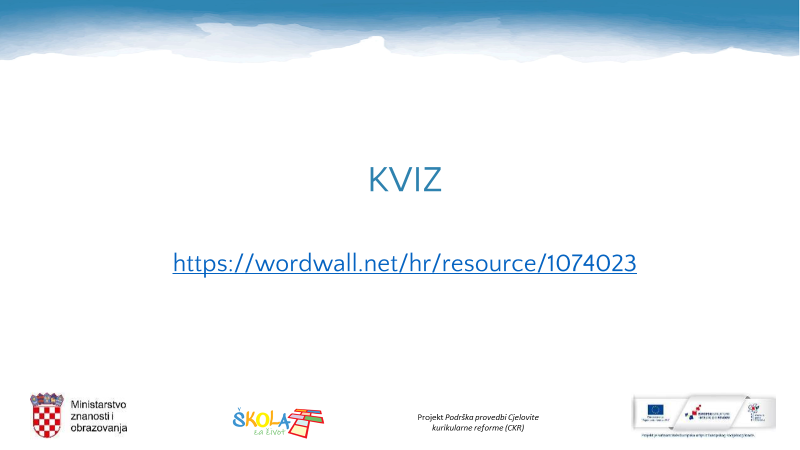 KVIZ
https://wordwall.net/hr/resource/1074023
Ministarstvo
znanosti i
obrazovanja
ŠKOLA
za život
Projekt Podrška provedbi Cjelovite
kurikularne reforme (CKR)